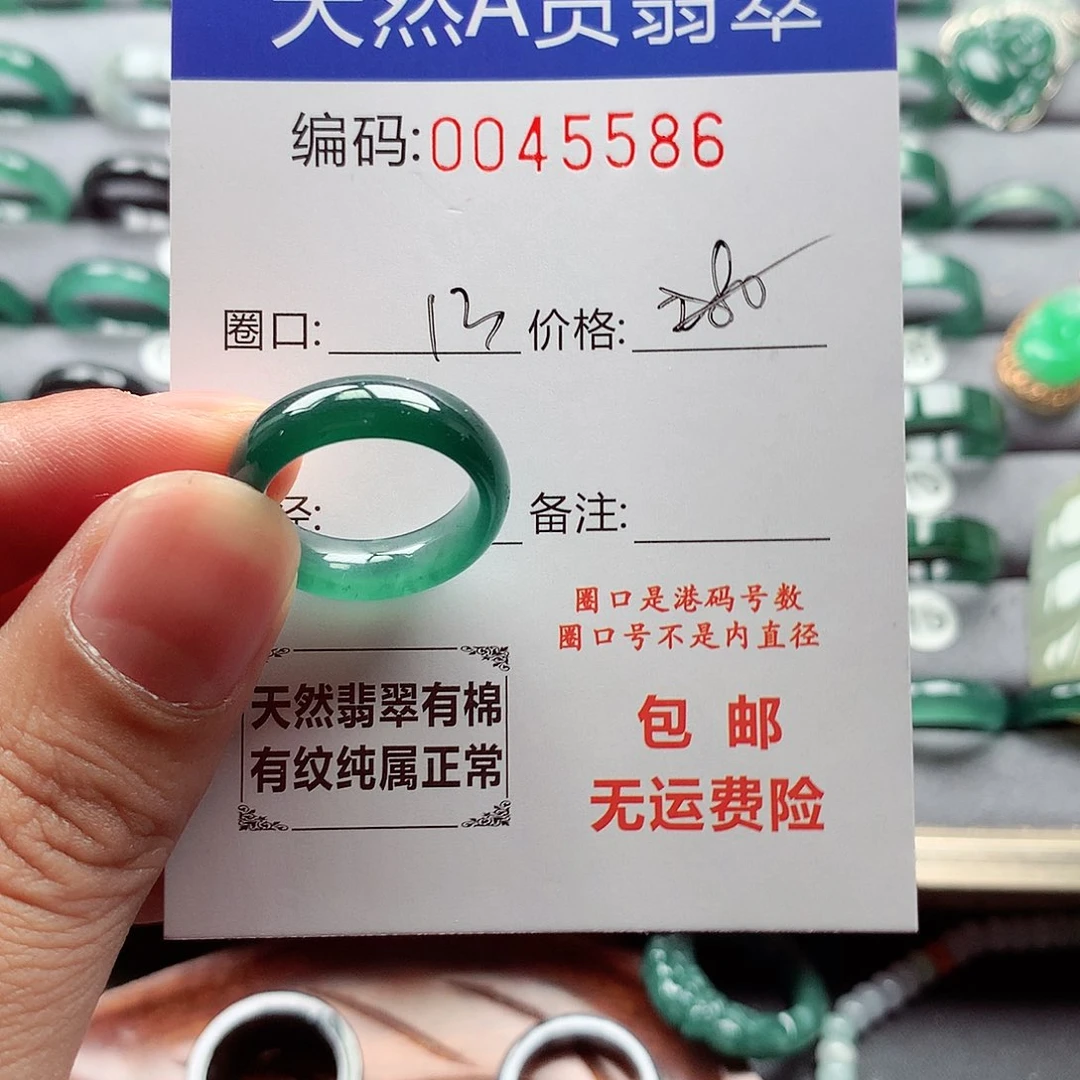 天然A货翡翠
编码:0045586
圈口: 13 价格: 280
径: 备注:
圈口是港码号数
圈口号不是内直径
天然翡翠有棉
有纹纯属正常
包 邮
无运费险